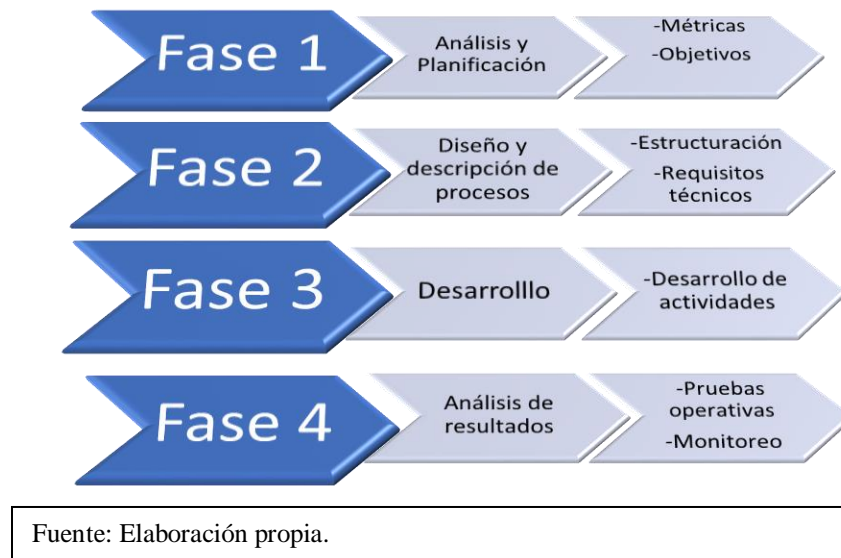 Fase 1
Análisis y
Planificación
-Métricas
-Objetivos
Fase 2
Diseño y
descripción de
procesos
-Estructuración
-Requisitos
técnicos
Fase 3
Desarrolllo
-Desarrollo de
actividades
Fase 4
Análisis de
resultados
-Pruebas
operativas
-Monitoreo
Fuente: Elaboración propia.